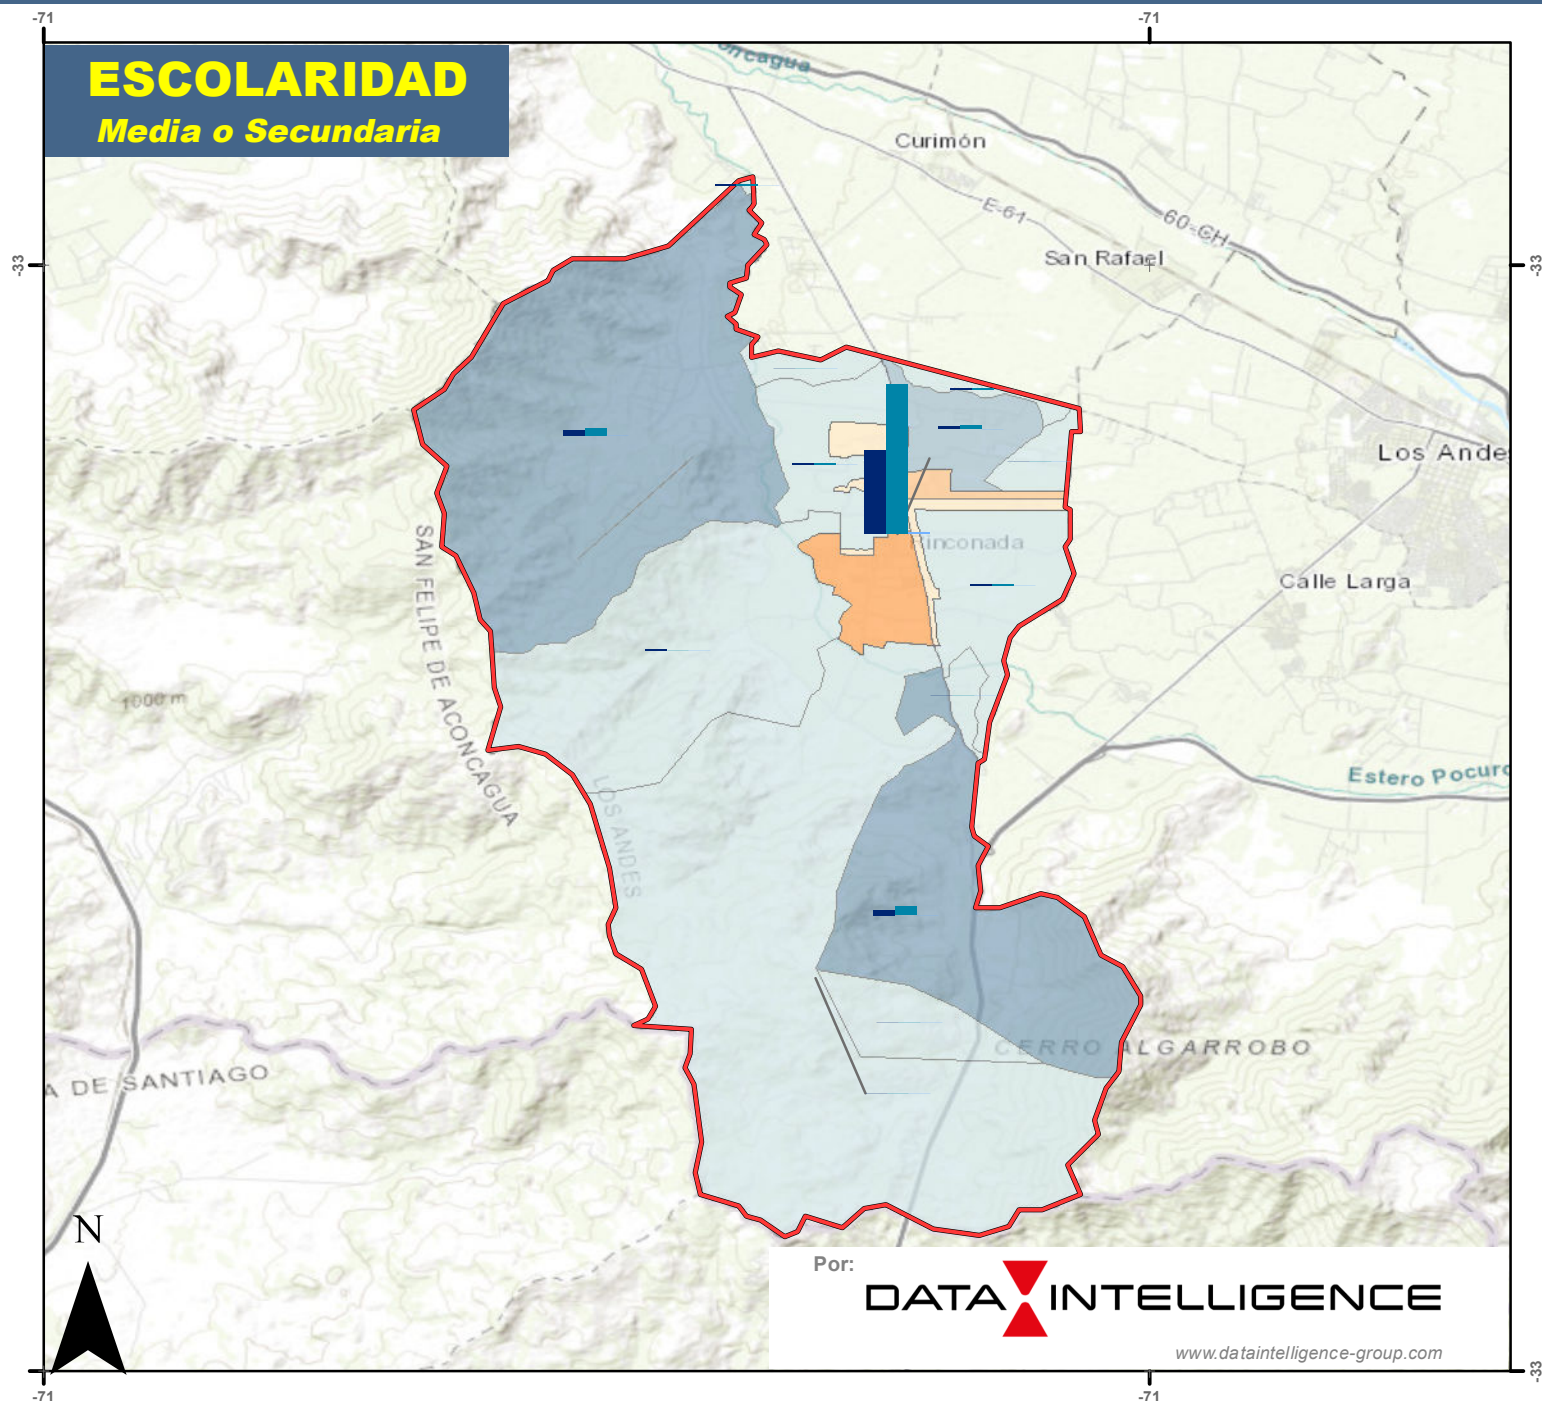 -71
-71
ESCOLARIDAD
Media o Secundaria
Curimón
E-61
60-CH
San Rafael
-33
-33
Los Ande
Rinconada
Calle Larga
SAN FELIPE DE ACONCAGUA
1000 m
LOS ANDES
Estero Pocuro
CERRO ALGARROBO
A DE SANTIAGO
N
Por:
DATA INTELLIGENCE
www.dataintelligence-group.com
-33
-71
-71